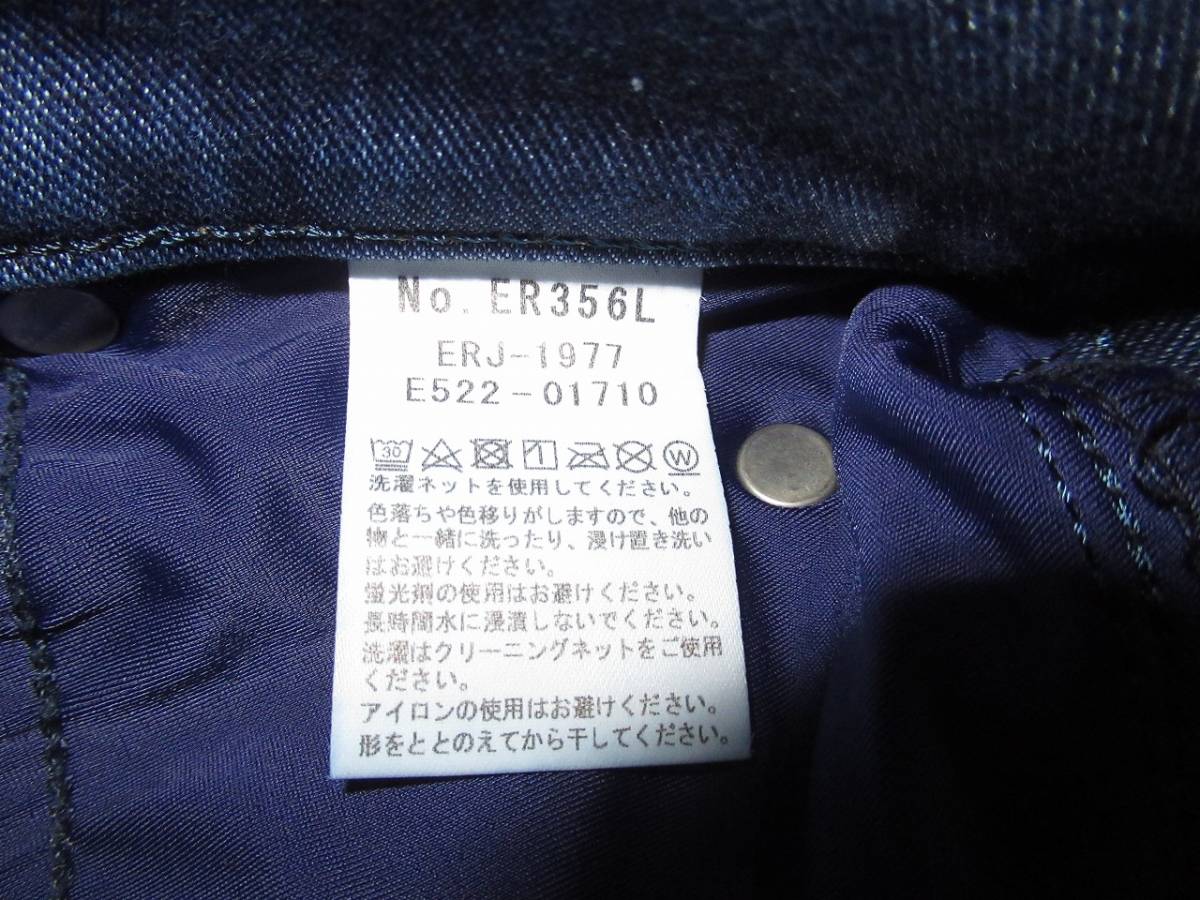 No. ER356L
ERJ-1977
E522-01710
30 W
洗濯ネットを使用してください。
色落ちや色移りがしますので、他の
物と一緒に洗ったり、浸け置き洗い
はお避けください。
蛍光剤の使用はお避けください。
長時間水に浸漬しないでください。
洗濯はクリーニングネットをご使用
ください。
アイロンの使用はお避けください。
形をととのえてから干してください。